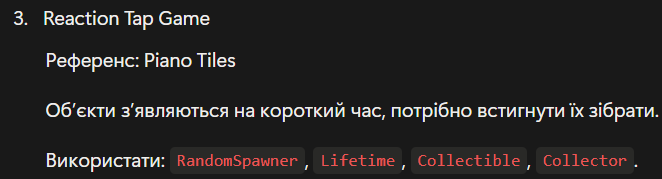 3. Reaction Tap Game
Референс: Piano Tiles
Об’єкти з’являються на короткий час, потрібно встигнути їх зібрати.
Використати: RandomSpawner, Lifetime, Collectible, Collector.